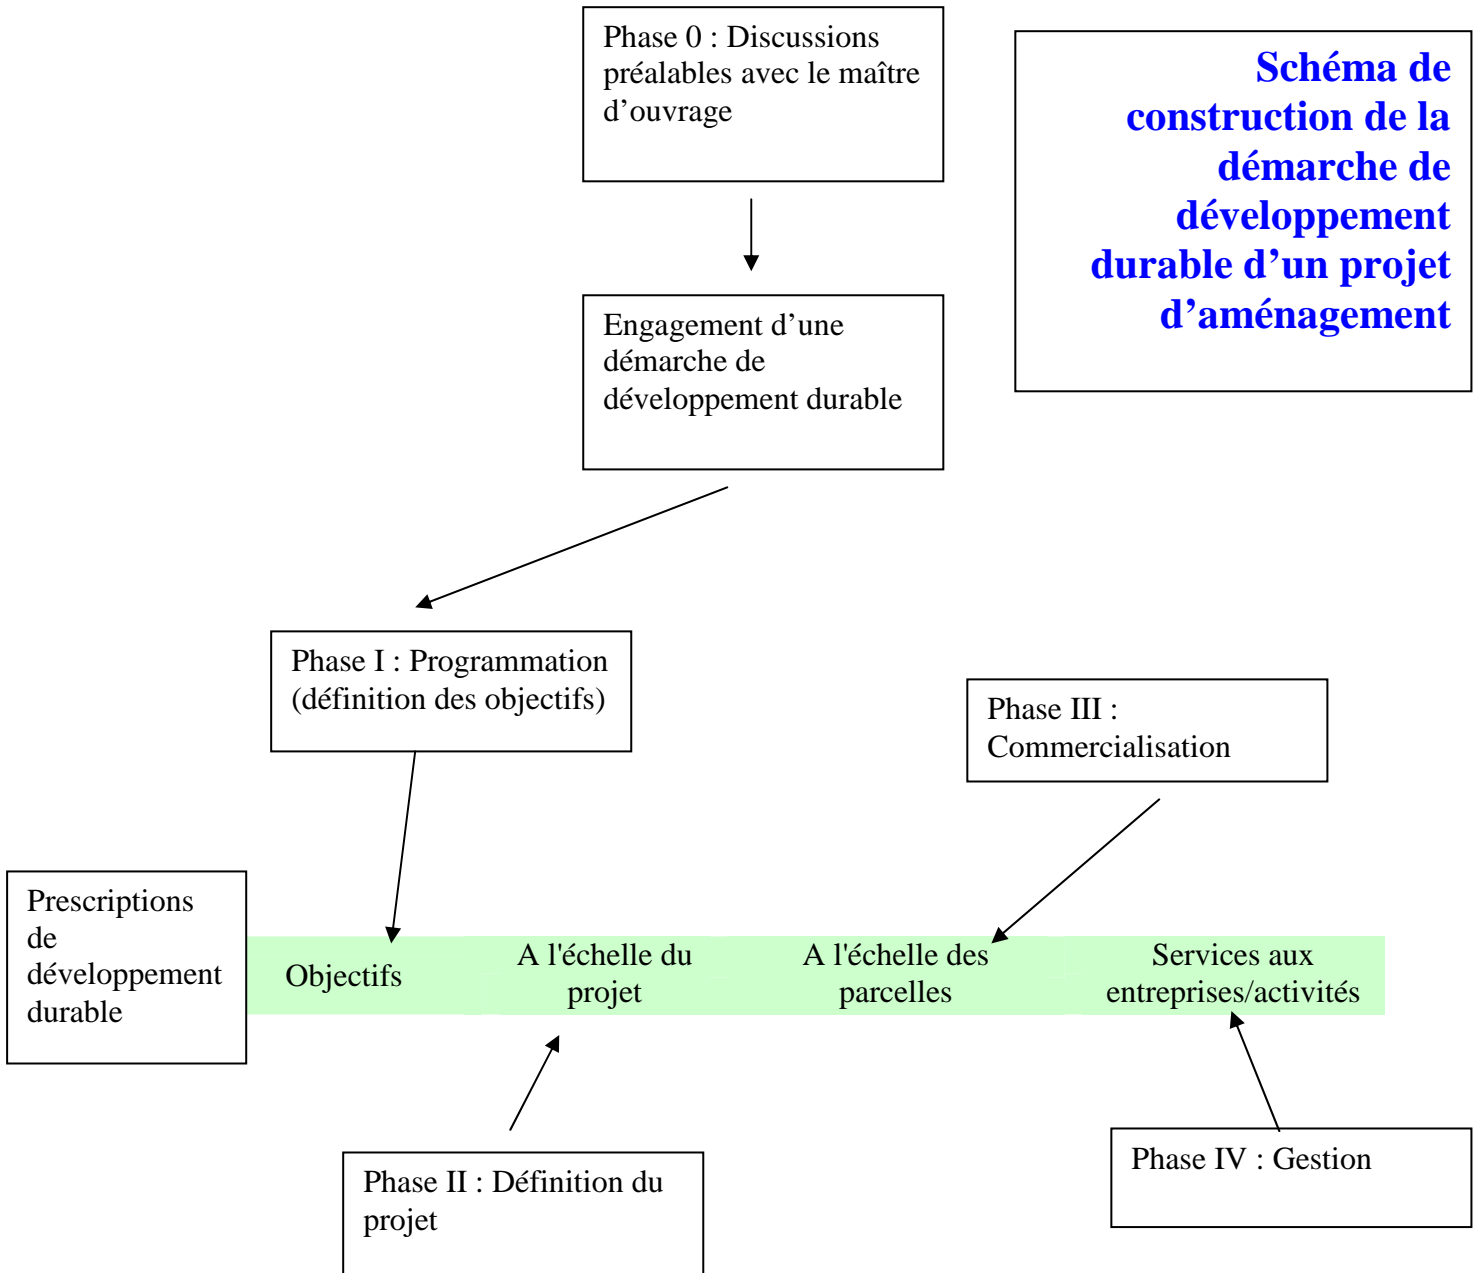 Phase 0 : Discussions
préalables avec le maître
d’ouvrage
Schéma de
construction de la
démarche de
développement
durable d’un projet
d’aménagement
Engagement d’une
démarche de
développement durable
Phase I : Programmation
(définition des objectifs)
Phase III :
Commercialisation
Prescriptions
de
développement
durable
Objectifs
A l'échelle du
projet
A l'échelle des
parcelles
Services aux
entreprises/activités
Phase II : Définition du
projet
Phase IV : Gestion